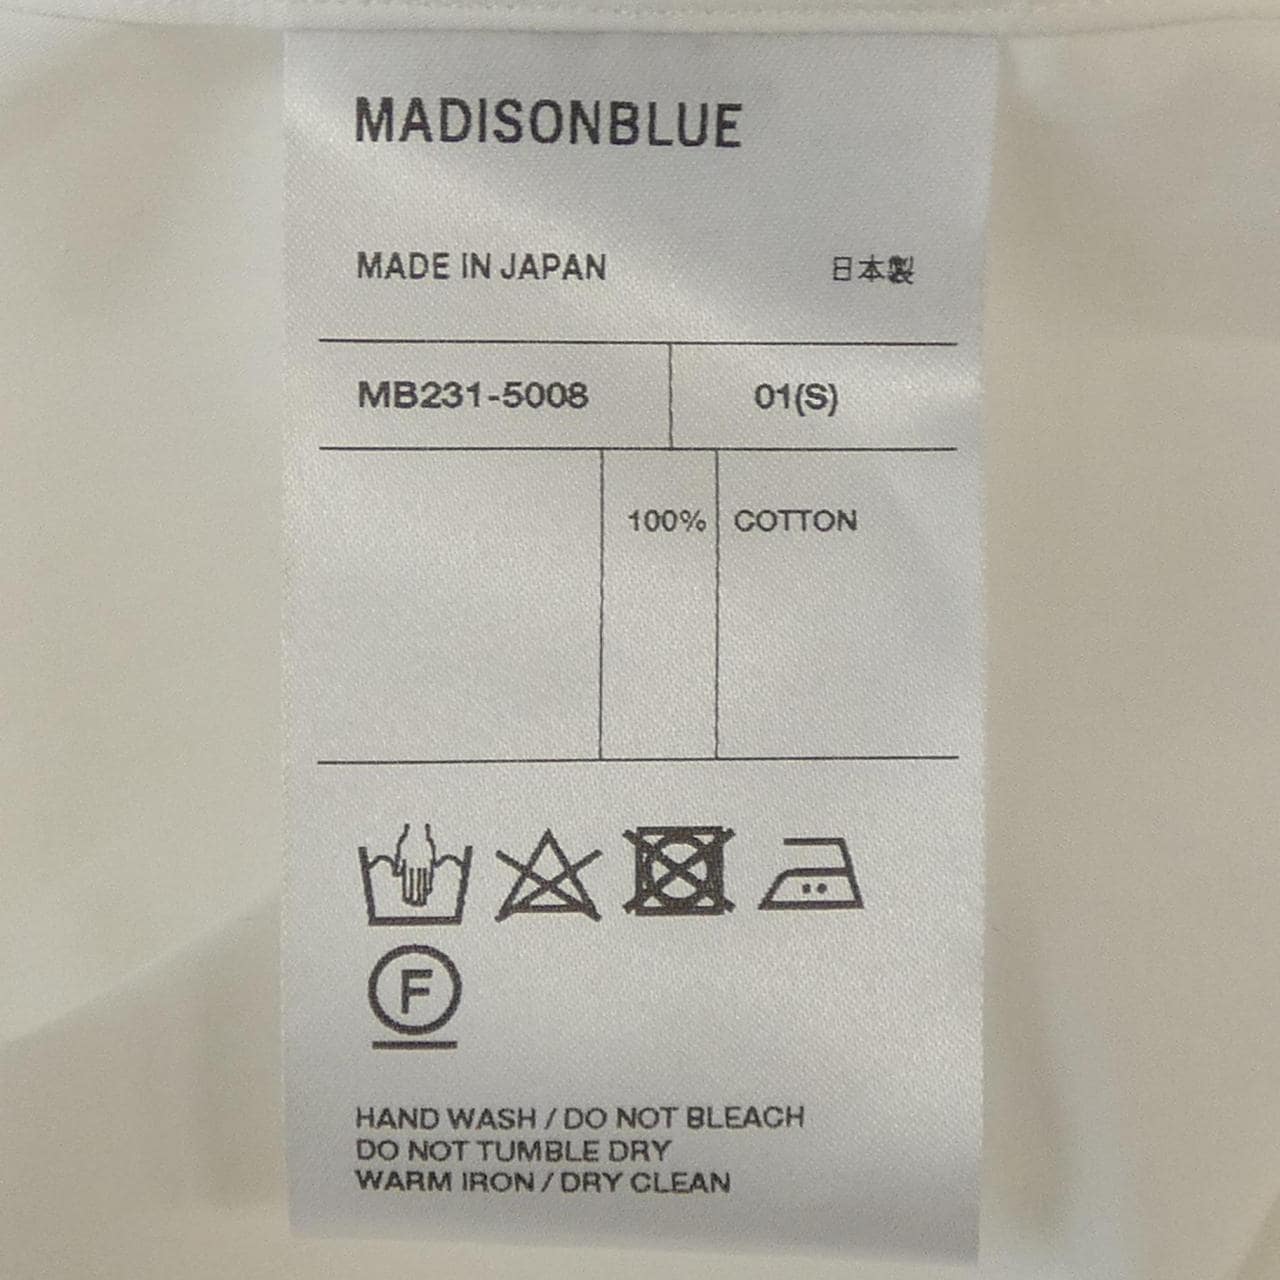 MADISONBLUE
MADE IN JAPAN 日本製
MB231-5008 01(S)
100% COTTON
F
HAND WASH / DO NOT BLEACH
DO NOT TUMBLE DRY
WARM IRON / DRY CLEAN